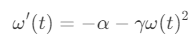 ω′(t) = −α − γω(t)²